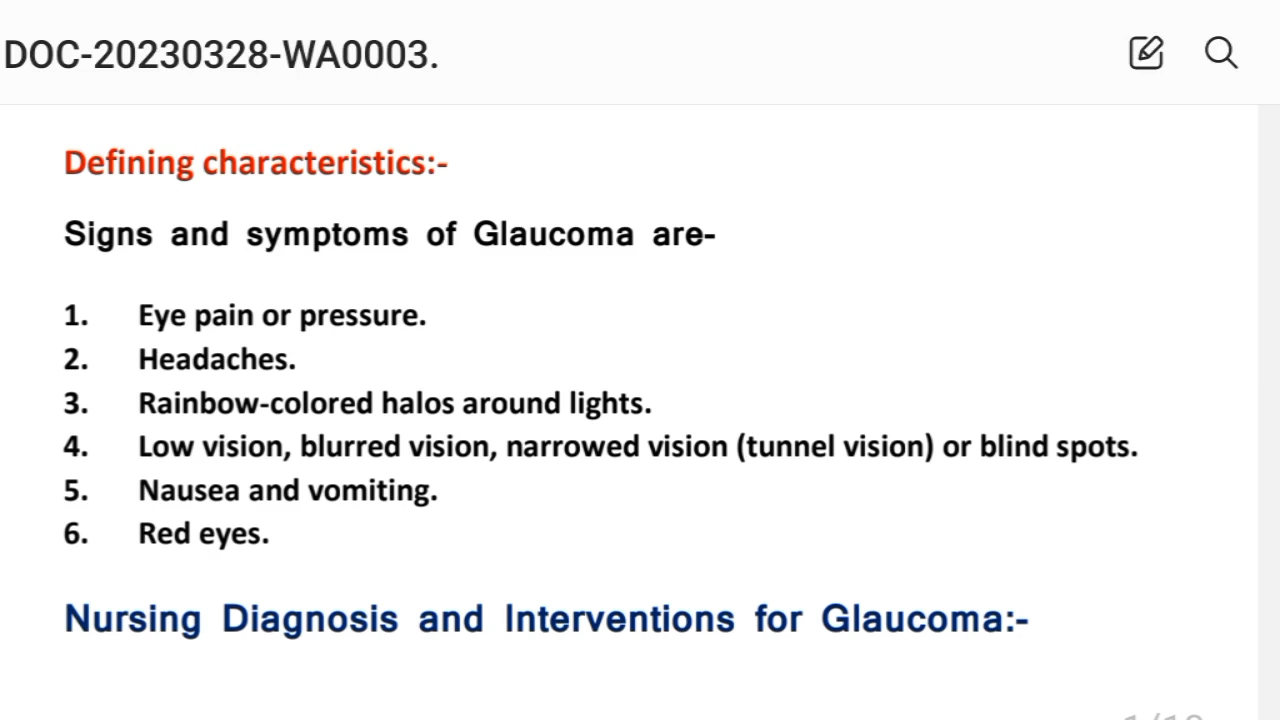 DOC-20230328-WA0003.
Defining characteristics:-
Signs and symptoms of Glaucoma are-
1. Eye pain or pressure.
2. Headaches.
3. Rainbow-colored halos around lights.
4. Low vision, blurred vision, narrowed vision (tunnel vision) or blind spots.
5. Nausea and vomiting.
6. Red eyes.
Nursing Diagnosis and Interventions for Glaucoma:-